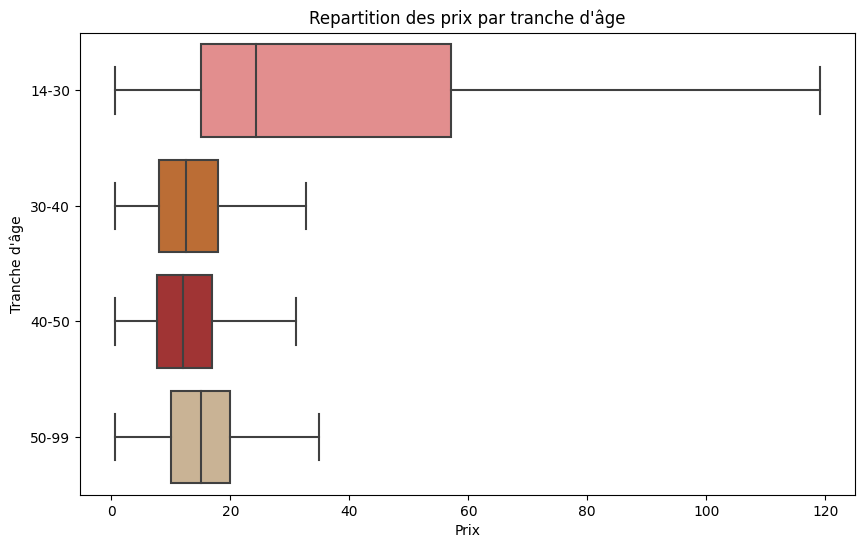 Repartition des prix par tranche d'âge
Tranche d'âge
14-30
30-40
40-50
50-99
0 20 40 60 80 100 120
Prix